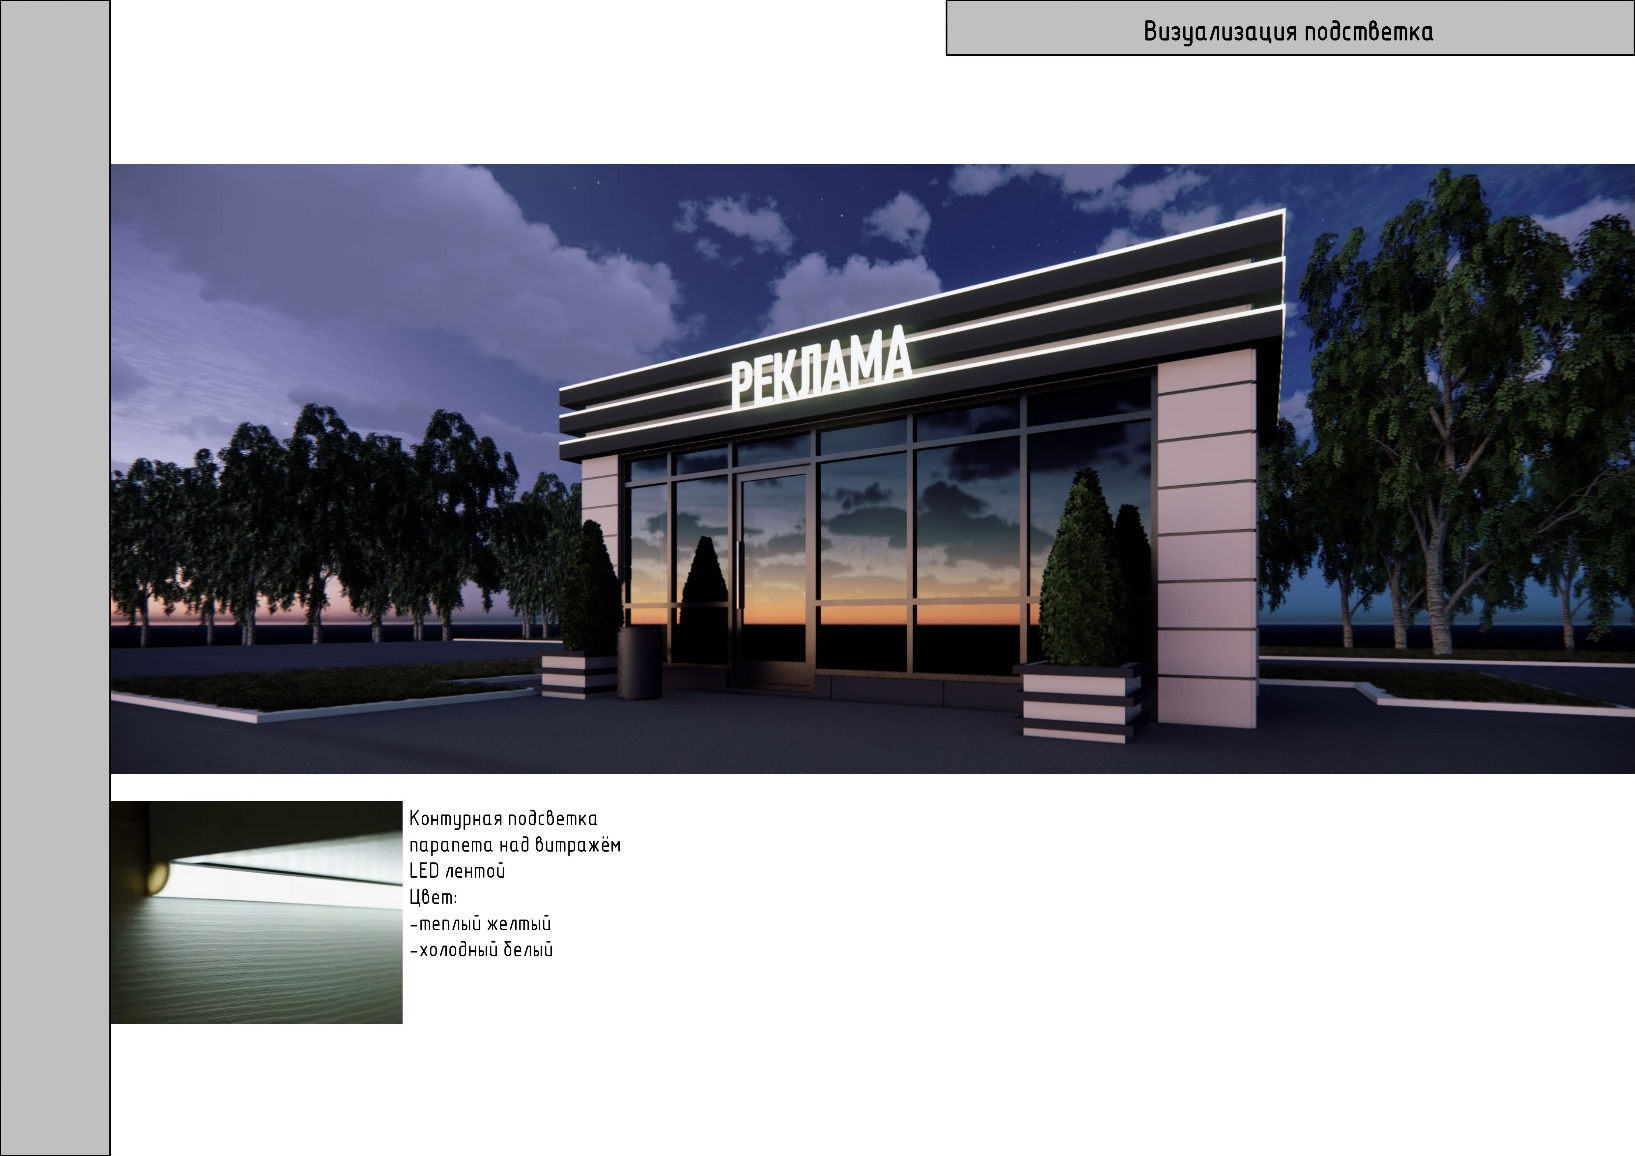 Визуализация подстветка
РЕКЛАМА
Контурная подсветка
парапета над витражём
LED лентой
Цвет:
-теплый желтый
-холодный белый